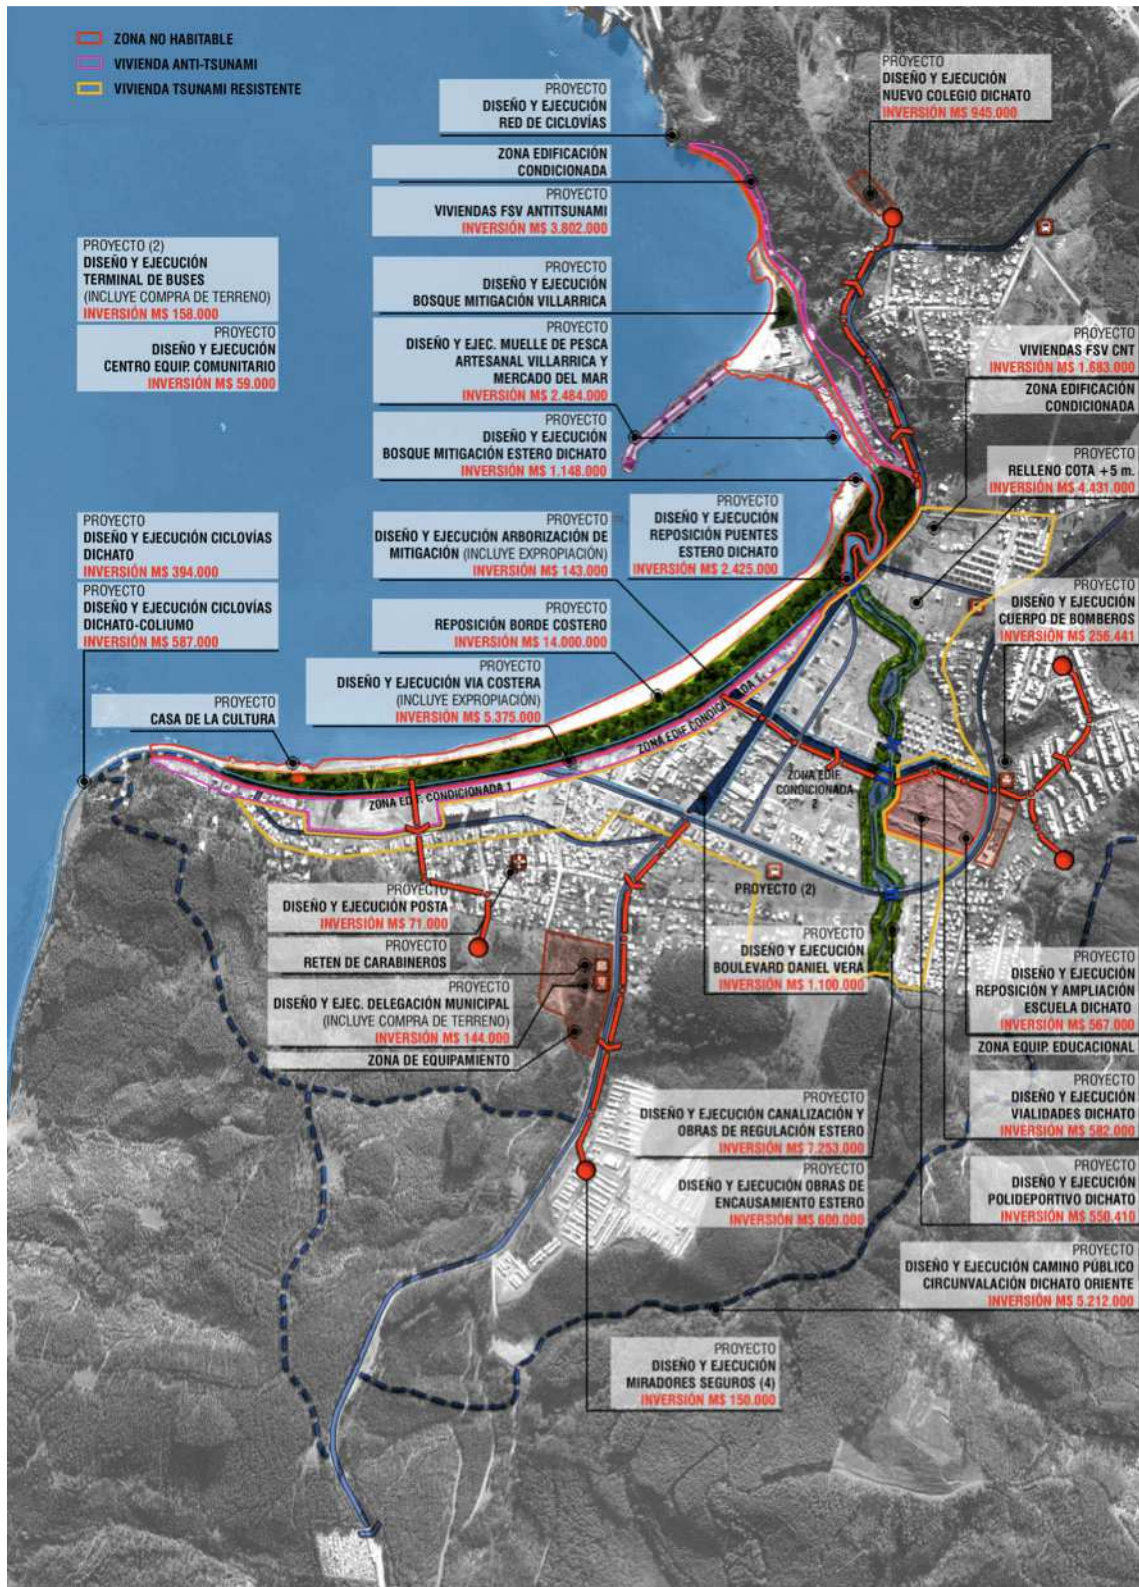 ZONA NO HABITABLE
VIVIENDA ANTI-TSUNAMI
VIVIENDA TSUNAMI RESISTENTE
PROYECTO
DISEÑO Y EJECUCIÓN
RED DE CICLOVÍAS
ZONA EDIFICACIÓN
CONDICIONADA
PROYECTO
VIVIENDAS FSV ANTITSUNAMI
INVERSIÓN M$ 3.802.000
PROYECTO
DISEÑO Y EJECUCIÓN
NUEVO COLEGIO DICHATO
INVERSIÓN M$ 945.000
PROYECTO (2)
DISEÑO Y EJECUCIÓN
TERMINAL DE BUSES
(INCLUYE COMPRA DE TERRENO)
INVERSIÓN M$ 158.000
PROYECTO
DISEÑO Y EJECUCIÓN
CENTRO EQUIP. COMUNITARIO
INVERSIÓN M$ 59.000
PROYECTO
DISEÑO Y EJECUCIÓN
BOSQUE MITIGACIÓN VILLARRICA
PROYECTO
DISEÑO Y EJEC. MUELLE DE PESCA
ARTESANAL VILLARRICA Y
MERCADO DEL MAR
INVERSIÓN M$ 2.484.000
PROYECTO
DISEÑO Y EJECUCIÓN
BOSQUE MITIGACIÓN ESTERO DICHATO
INVERSIÓN M$ 1.148.000
PROYECTO
VIVIENDAS FSV CNT
INVERSIÓN M$ 1.683.000
ZONA EDIFICACIÓN
CONDICIONADA
PROYECTO
RELLENO COTA +5 m.
INVERSIÓN M$ 4.431.000
PROYECTO
DISEÑO Y EJECUCIÓN
REPOSICIÓN PUENTES
ESTERO DICHATO
INVERSIÓN M$ 2.425.000
PROYECTO
DISEÑO Y EJECUCIÓN CICLOVÍAS
DICHATO
INVERSIÓN M$ 394.000
PROYECTO
DISEÑO Y EJECUCIÓN CICLOVÍAS
DICHATO-COLIUMO
INVERSIÓN M$ 587.000
PROYECTO
DISEÑO Y EJECUCIÓN ARBORIZACIÓN DE
MITIGACIÓN (INCLUYE EXPROPIACIÓN)
INVERSIÓN M$ 143.000
PROYECTO
REPOSICIÓN BORDE COSTERO
INVERSIÓN M$ 14.000.000
PROYECTO
DISEÑO Y EJECUCIÓN VIA COSTERA
(INCLUYE EXPROPIACIÓN)
INVERSIÓN M$ 5.375.000
PROYECTO
CASA DE LA CULTURA
PROYECTO
DISEÑO Y EJECUCIÓN
CUERPO DE BOMBEROS
INVERSIÓN M$ 256.441
ZONA EDIF. CONDICIONADA 1
ZONA EDIF. CONDICIONADA 1
ZONA EDIF.
CONDICIONADA
2
PROYECTO (2)
PROYECTO
DISEÑO Y EJECUCIÓN POSTA
INVERSIÓN M$ 71.000
PROYECTO
RETEN DE CARABINEROS
PROYECTO
DISEÑO Y EJEC. DELEGACIÓN MUNICIPAL
(INCLUYE COMPRA DE TERRENO)
INVERSIÓN M$ 144.000
ZONA DE EQUIPAMIENTO
PROYECTO
DISEÑO Y EJECUCIÓN
BOULEVARD DANIEL VERA
INVERSIÓN M$ 1.100.000
PROYECTO
DISEÑO Y EJECUCIÓN
REPOSICIÓN Y AMPLIACIÓN
ESCUELA DICHATO
INVERSIÓN M$ 567.000
ZONA EQUIP. EDUCACIONAL
PROYECTO
DISEÑO Y EJECUCIÓN
VIALIDADES DICHATO
INVERSIÓN M$ 582.000
PROYECTO
DISEÑO Y EJECUCIÓN CANALIZACIÓN Y
OBRAS DE REGULACIÓN ESTERO
INVERSIÓN M$ 7.253.000
PROYECTO
DISEÑO Y EJECUCIÓN OBRAS DE
ENCAUSAMIENTO ESTERO
INVERSIÓN M$ 600.000
PROYECTO
DISEÑO Y EJECUCIÓN
POLIDEPORTIVO DICHATO
INVERSIÓN M$ 550.410
PROYECTO
DISEÑO Y EJECUCIÓN CAMINO PÚBLICO
CIRCUNVALACIÓN DICHATO ORIENTE
INVERSIÓN M$ 5.212.000
PROYECTO
DISEÑO Y EJECUCIÓN
MIRADORES SEGUROS (4)
INVERSIÓN M$ 150.000